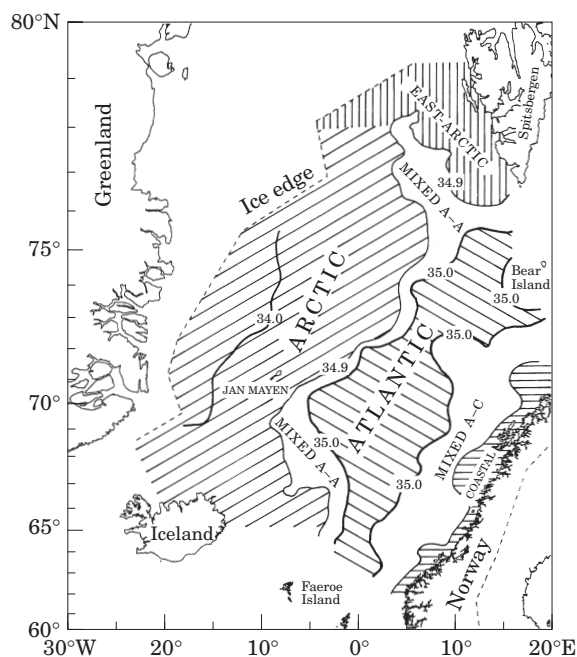 80°N
75°
70°
65°
60°
30°W
20°
10°
0°
10°
20°E
Greenland
Spitsbergen
EAST-ARCTIC
Ice edge
34.9
MIXED A–A
ARCTIC
35.0
Bear
Island
35.0
34.0
35.0
34.9
JAN MAYEN
ATLANTIC
MIXED A–C
MIXED A–A
35.0
35.0
COASTAL
Iceland
Norway
Faeroe
Island